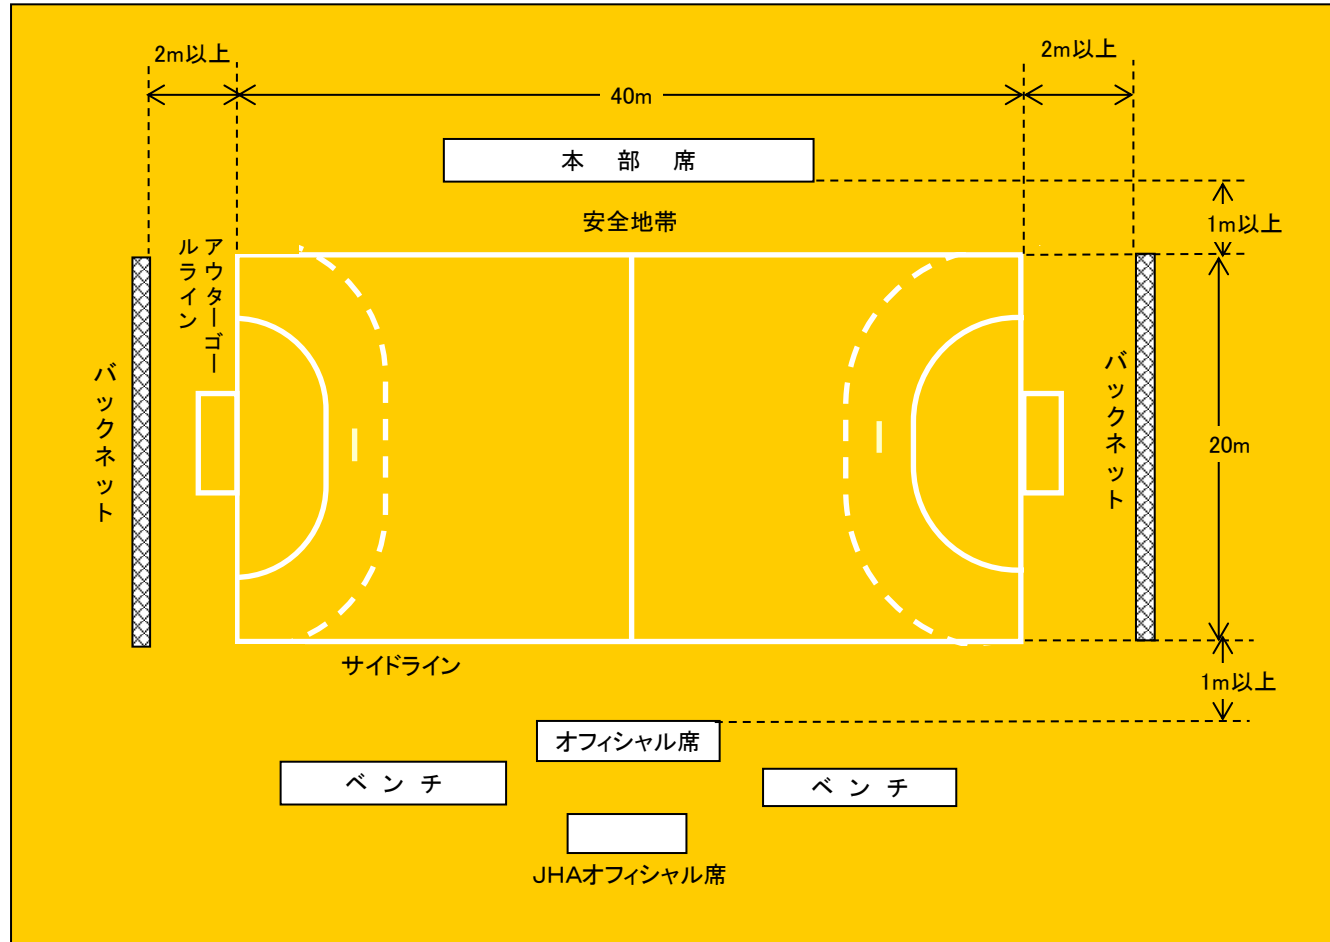 2m以上
2m以上
40m
本 部 席
安全地帯
1m以上
アウターゴー
ルライン
バックネット
バックネット
20m
サイドライン
1m以上
オフィシャル席
ベ ン チ
ベ ン チ
JHAオフィシャル席